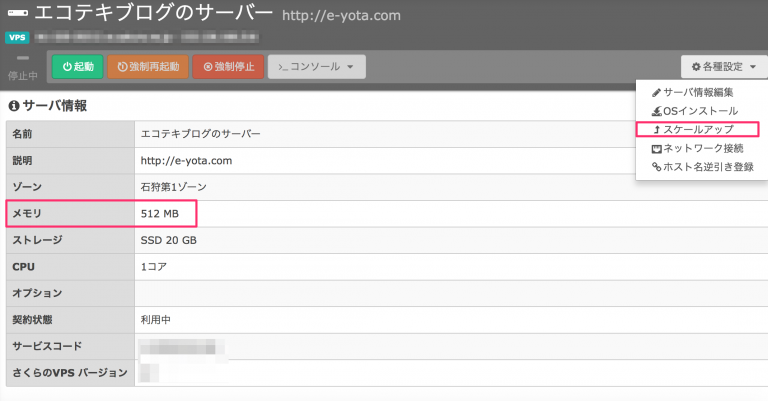 エコテキブログのサーバー http://e-yota.com
VPS
停止中
起動 強制再起動 強制停止 >_ コンソール 各種設定
サーバ情報編集
OSインストール
スケールアップ
ネットワーク接続
ホスト名逆引き登録
サーバ情報
名前 エコテキブログのサーバー
説明 http://e-yota.com
ゾーン 石狩第1ゾーン
メモリ 512 MB
ストレージ SSD 20 GB
CPU 1コア
オプション
契約状態 利用中
サービスコード
さくらのVPS バージョン